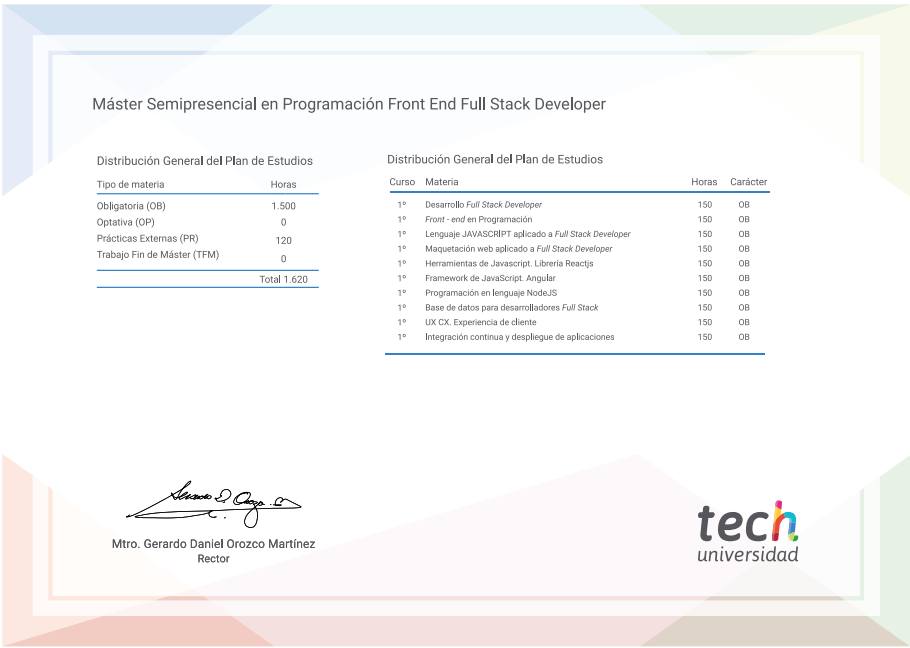 Máster Semipresencial en Programación Front End Full Stack Developer
Distribución General del Plan de Estudios
Tipo de materia Horas
Obligatoria (OB) 1.500
Optativa (OP) 0
Prácticas Externas (PR) 120
Trabajo Fin de Máster (TFM) 0
Total 1.620
Distribución General del Plan de Estudios
Curso Materia Horas Carácter
1º Desarrollo Full Stack Developer 150 OB
1º Front - end en Programación 150 OB
1º Lenguaje JAVASCRIPT aplicado a Full Stack Developer 150 OB
1º Maquetación web aplicado a Full Stack Developer 150 OB
1º Herramientas de Javascript. Librería Reactjs 150 OB
1º Framework de JavaScript. Angular 150 OB
1º Programación en lenguaje NodeJS 150 OB
1º Base de datos para desarrolladores Full Stack 150 OB
1º UX CX. Experiencia de cliente 150 OB
1º Integración continua y despliegue de aplicaciones 150 OB
Mtro. Gerardo Daniel Orozco Martínez
Rector
tech
universidad